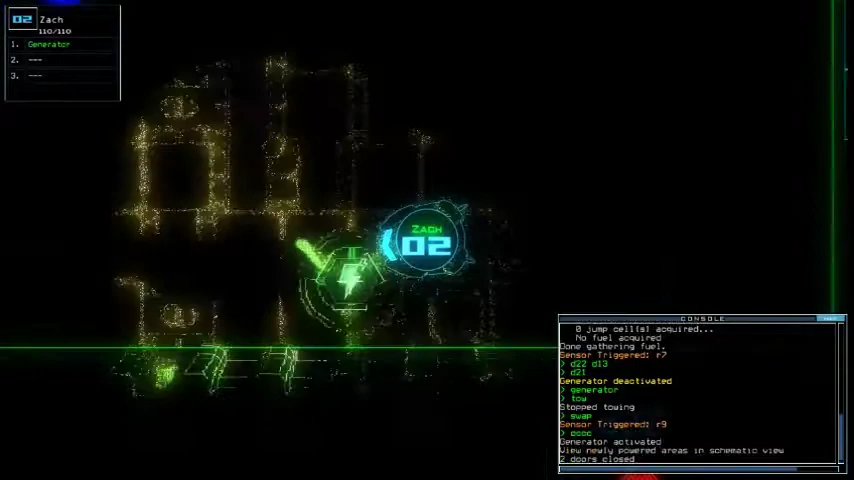 02 Zach
110/110
1. Generator
2. ---
3. ---
Zach
02
CONSOLE
0 jump cell[s] acquired...
No fuel acquired
Done gathering fuel.
Sensor Triggered: r7
> d22 d13
> d21
Generator deactivated
> generator
> tow
Stopped towing
> swap
Sensor Triggered: r9
Generator activated
View newly powered areas in schematic view
2 doors closed